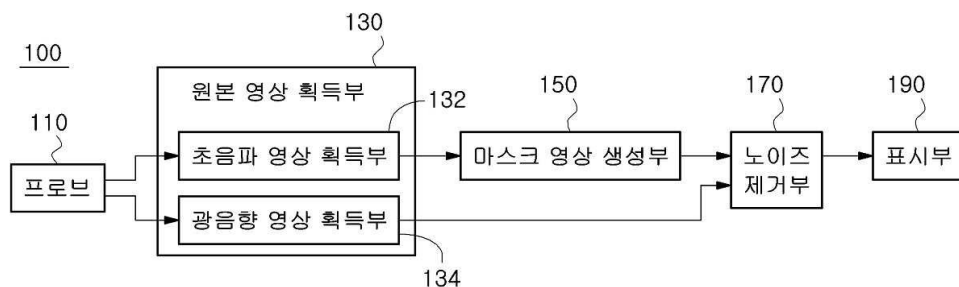 100
130
원본 영상 획득부
132
150
170
190
110
초음파 영상 획득부
마스크 영상 생성부
노이즈
제거부
표시부
프로브
광음향 영상 획득부
134